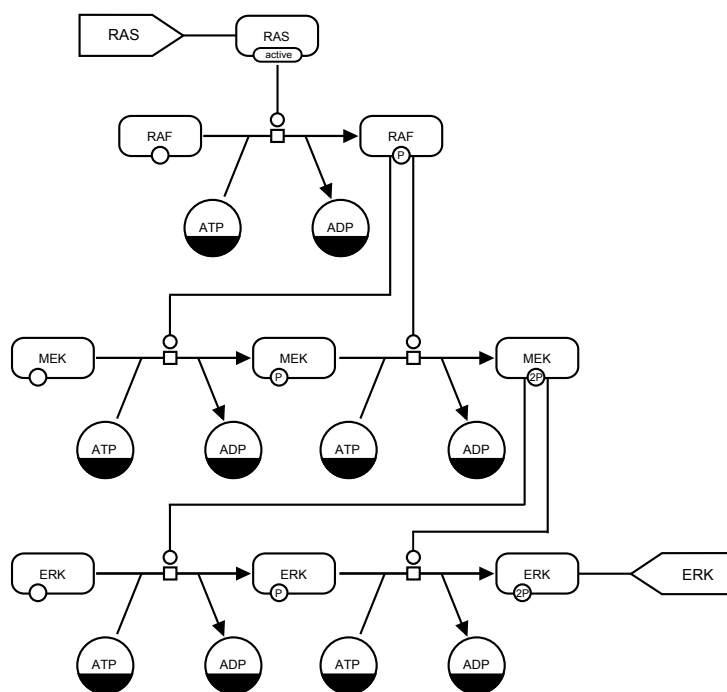 RAS
RAS
active
RAF
RAF
P
ATP
ADP
MEK
MEK
P
MEK
2P
ATP
ADP
ATP
ADP
ERK
ERK
P
ERK
2P
ERK
ATP
ADP
ATP
ADP